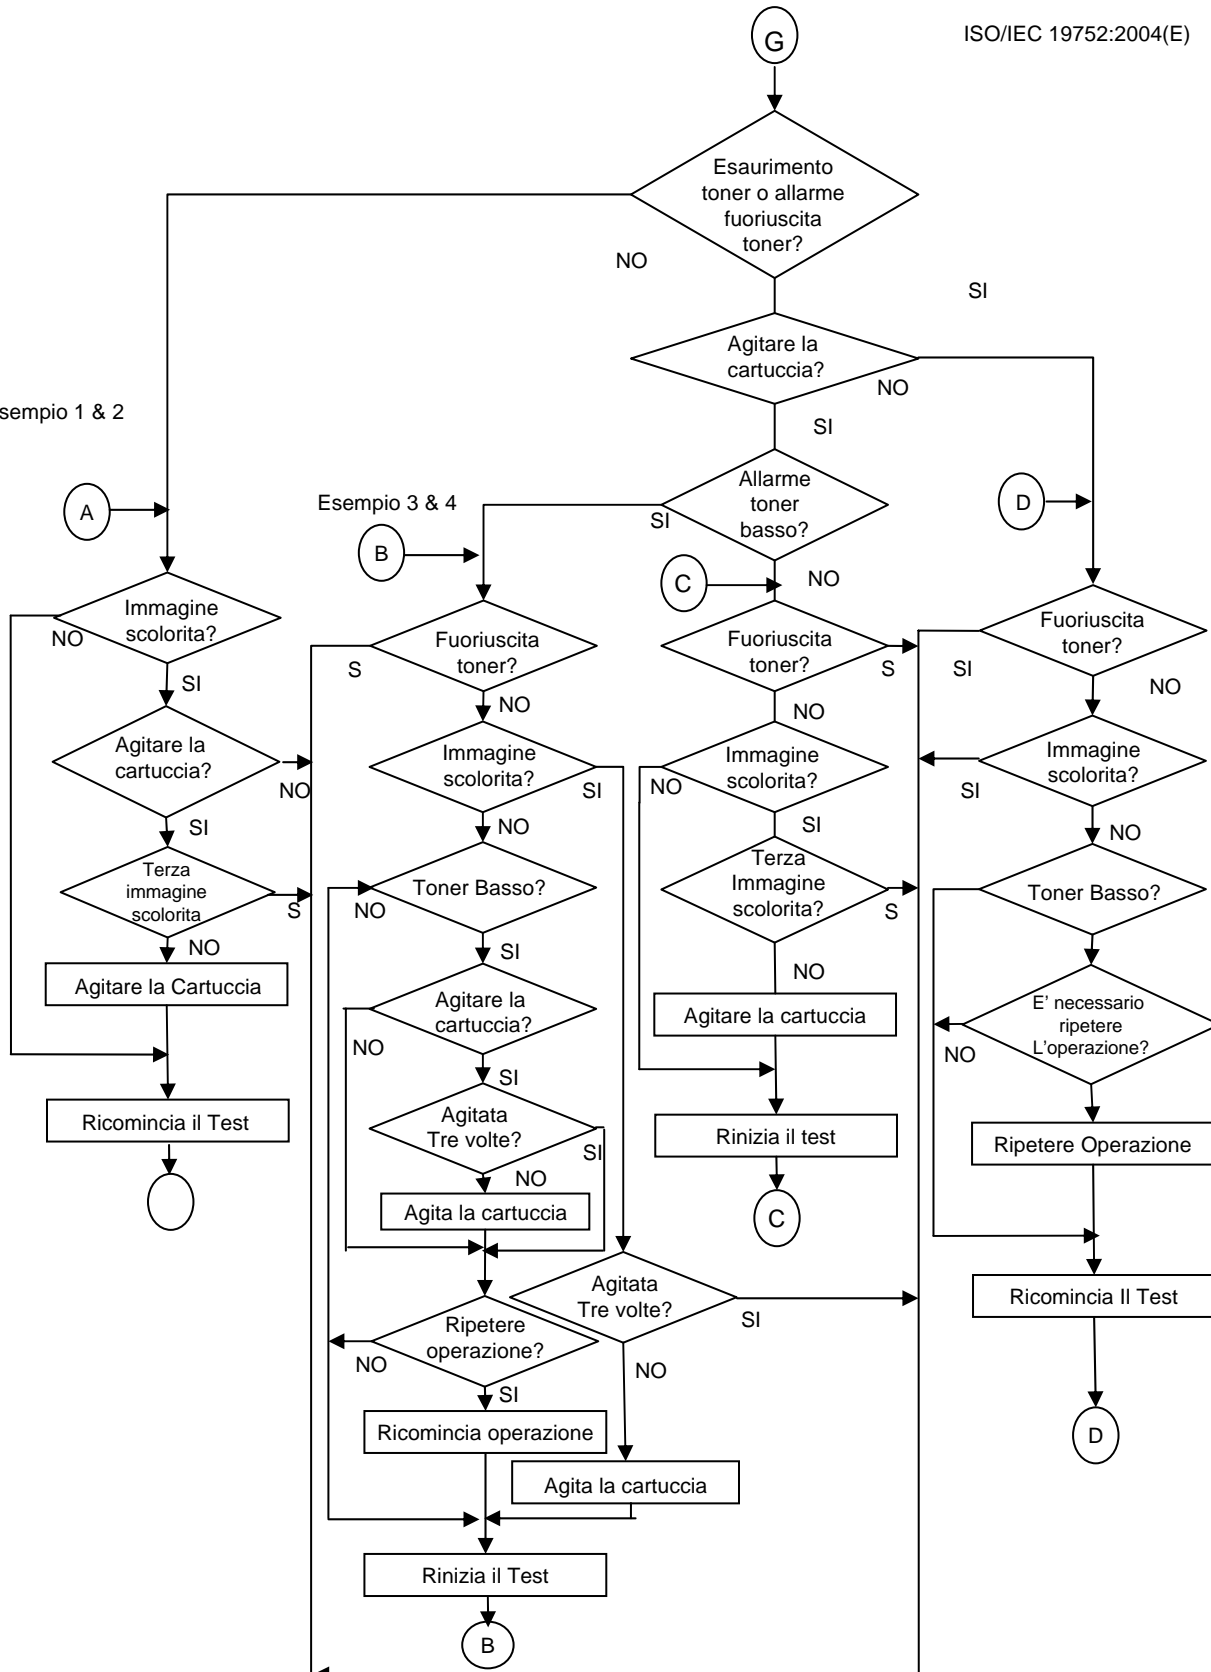 G
ISO/IEC 19752:2004(E)
Esaurimento
toner o allarme
fuoriuscita
toner?
NO
SI
Agitare la
cartuccia?
NO
SI
sempio 1 & 2
Allarme
toner
basso?
SI
NO
A
Esempio 3 & 4
B
C
D
Immagine
scolorita?
NO
SI
Agitare la
cartuccia?
NO
SI
Terza
immagine
scolorita
S
NO
Agitare la Cartuccia
Ricomincia il Test
Fuoriuscita
toner?
S
NO
Immagine
scolorita?
SI
NO
Toner Basso?
NO
SI
Agitare la
cartuccia?
NO
SI
Agitata
Tre volte?
SI
NO
Agita la cartuccia
Ripetere
operazione?
NO
SI
Ricomincia operazione
Agitata
Tre volte?
SI
NO
Agita la cartuccia
Rinizia il Test
B
Fuoriuscita
toner?
S
NO
Immagine
scolorita?
NO
SI
Terza
Immagine
scolorita?
S
NO
Agitare la cartuccia
Rinizia il test
C
Fuoriuscita
toner?
SI
NO
Immagine
scolorita?
SI
NO
Toner Basso?
E' necessario
ripetere
L'operazione?
NO
Ripetere Operazione
Ricomincia Il Test
D